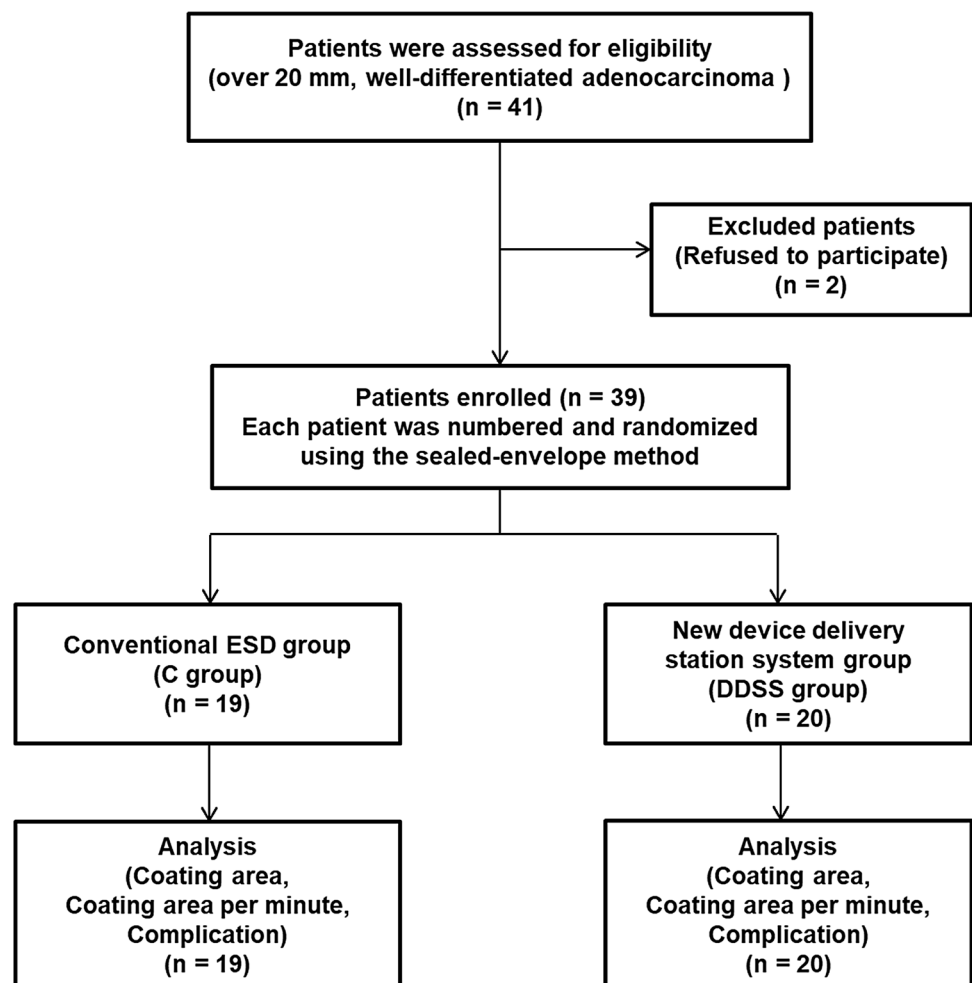 Patients were assessed for eligibility
(over 20 mm, well-differentiated adenocarcinoma )
(n = 41)
Excluded patients
(Refused to participate)
(n = 2)
Patients enrolled (n = 39)
Each patient was numbered and randomized
using the sealed-envelope method
Conventional ESD group
(C group)
(n = 19)
New device delivery
station system group
(DDSS group)
(n = 20)
Analysis
(Coating area,
Coating area per minute,
Complication)
(n = 19)
Analysis
(Coating area,
Coating area per minute,
Complication)
(n = 20)